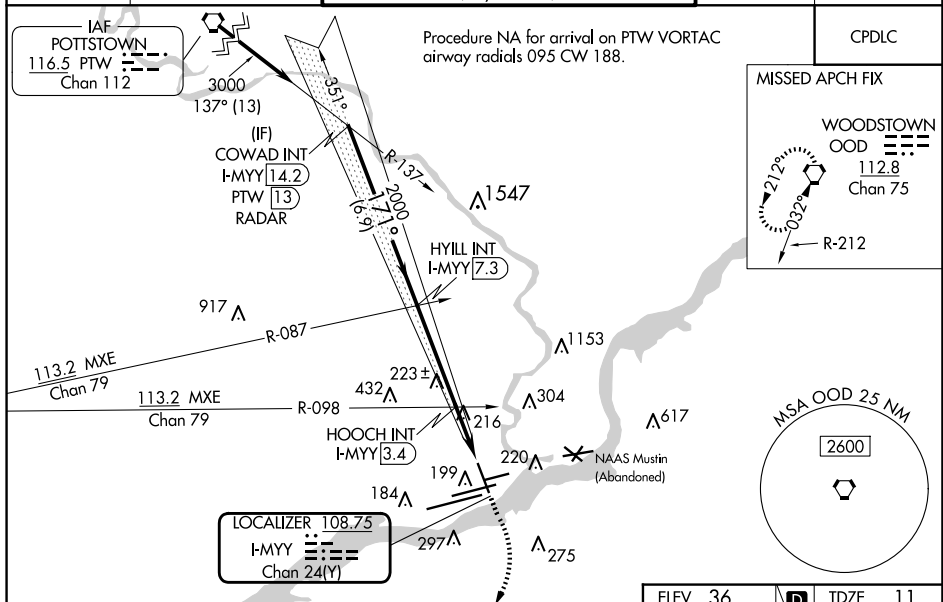 IAF
POTTSTOWN
116.5 PTW
Chan 112
3000
137° (13)
351°
Procedure NA for arrival on PTW VORTAC
airway radials 095 CW 188.
CPDLC
MISSED APCH FIX
WOODSTOWN
OOD
112.8
Chan 75
212°
032°
R-212
(IF)
COWAD INT
I-MYY 14.2
PTW 13
RADAR
R-137
2000
171°
(6.9)
1547
HYILL INT
I-MYY 7.3
917
R-087
113.2 MXE
Chan 79
1153
223±
432
304
113.2 MXE
Chan 79
R-098
216
617
HOOCH INT
I-MYY 3.4
MSA OOD 25 NM
2600
199
220
NAAS Mustin
(Abandoned)
184
LOCALIZER 108.75
I-MYY
Chan 24(Y)
297
275
ELEV 36
D
TDZE 11